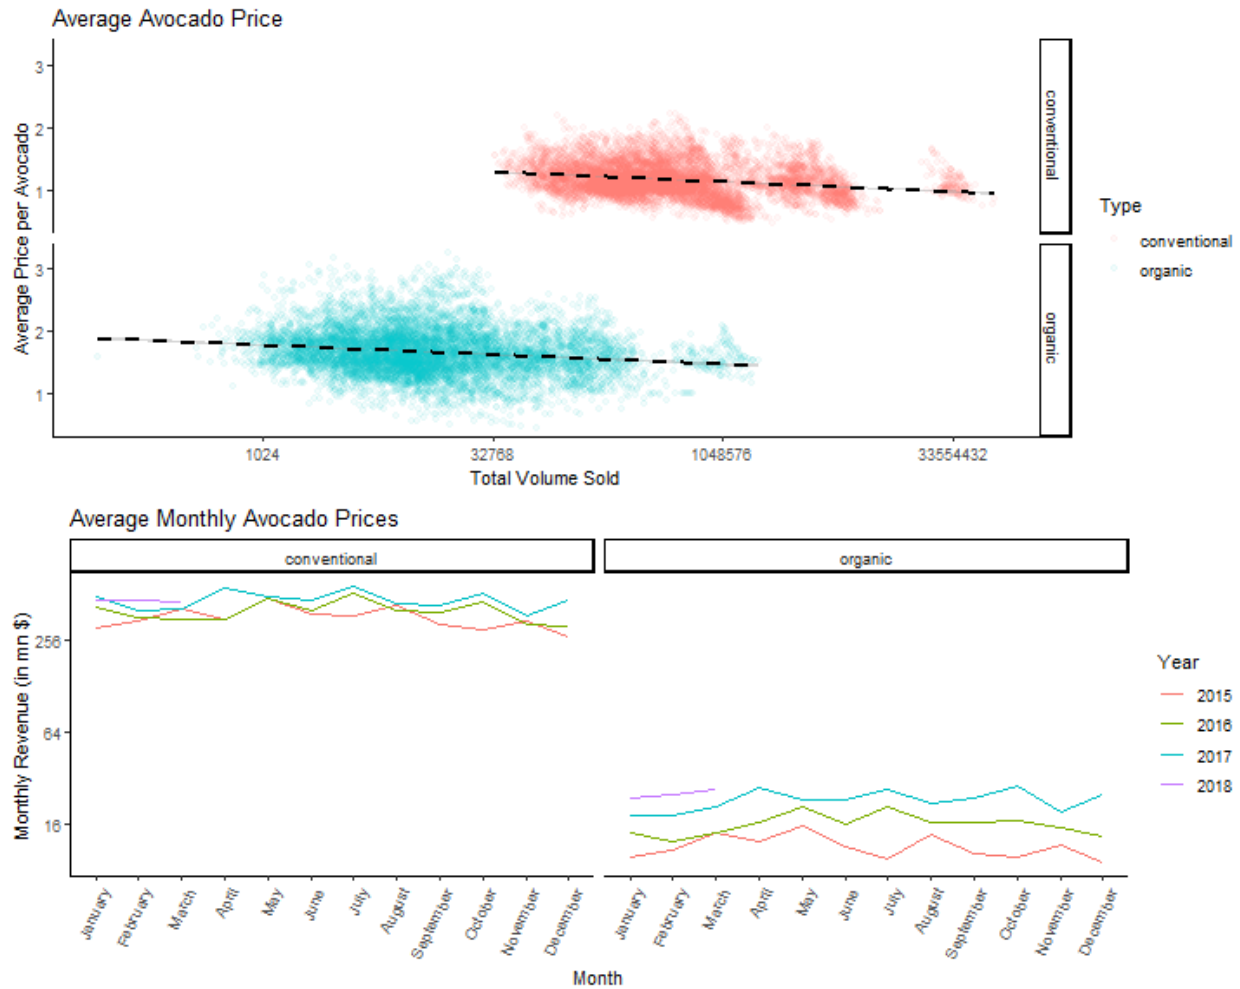 Average Avocado Price
Average Price per Avocado
3
2
1
conventional
3
2
1
organic
1024
32768
1048576
33554432
Total Volume Sold
Type
conventional
organic
Average Monthly Avocado Prices
conventional
organic
Monthly Revenue (in mn $)
256
64
16
January
February
March
April
May
June
July
August
September
October
November
December
January
February
March
April
May
June
July
August
September
October
November
December
Month
Year
2015
2016
2017
2018